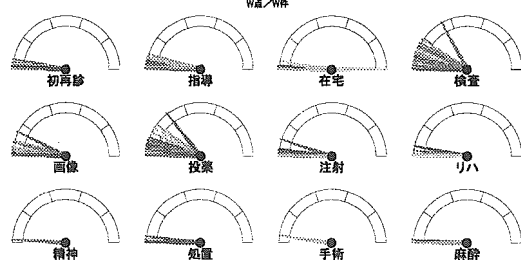 W点/W件
初再診 指導 在宅 検査
画像 投薬 注射 リハ
精神 処置 手術 麻酔